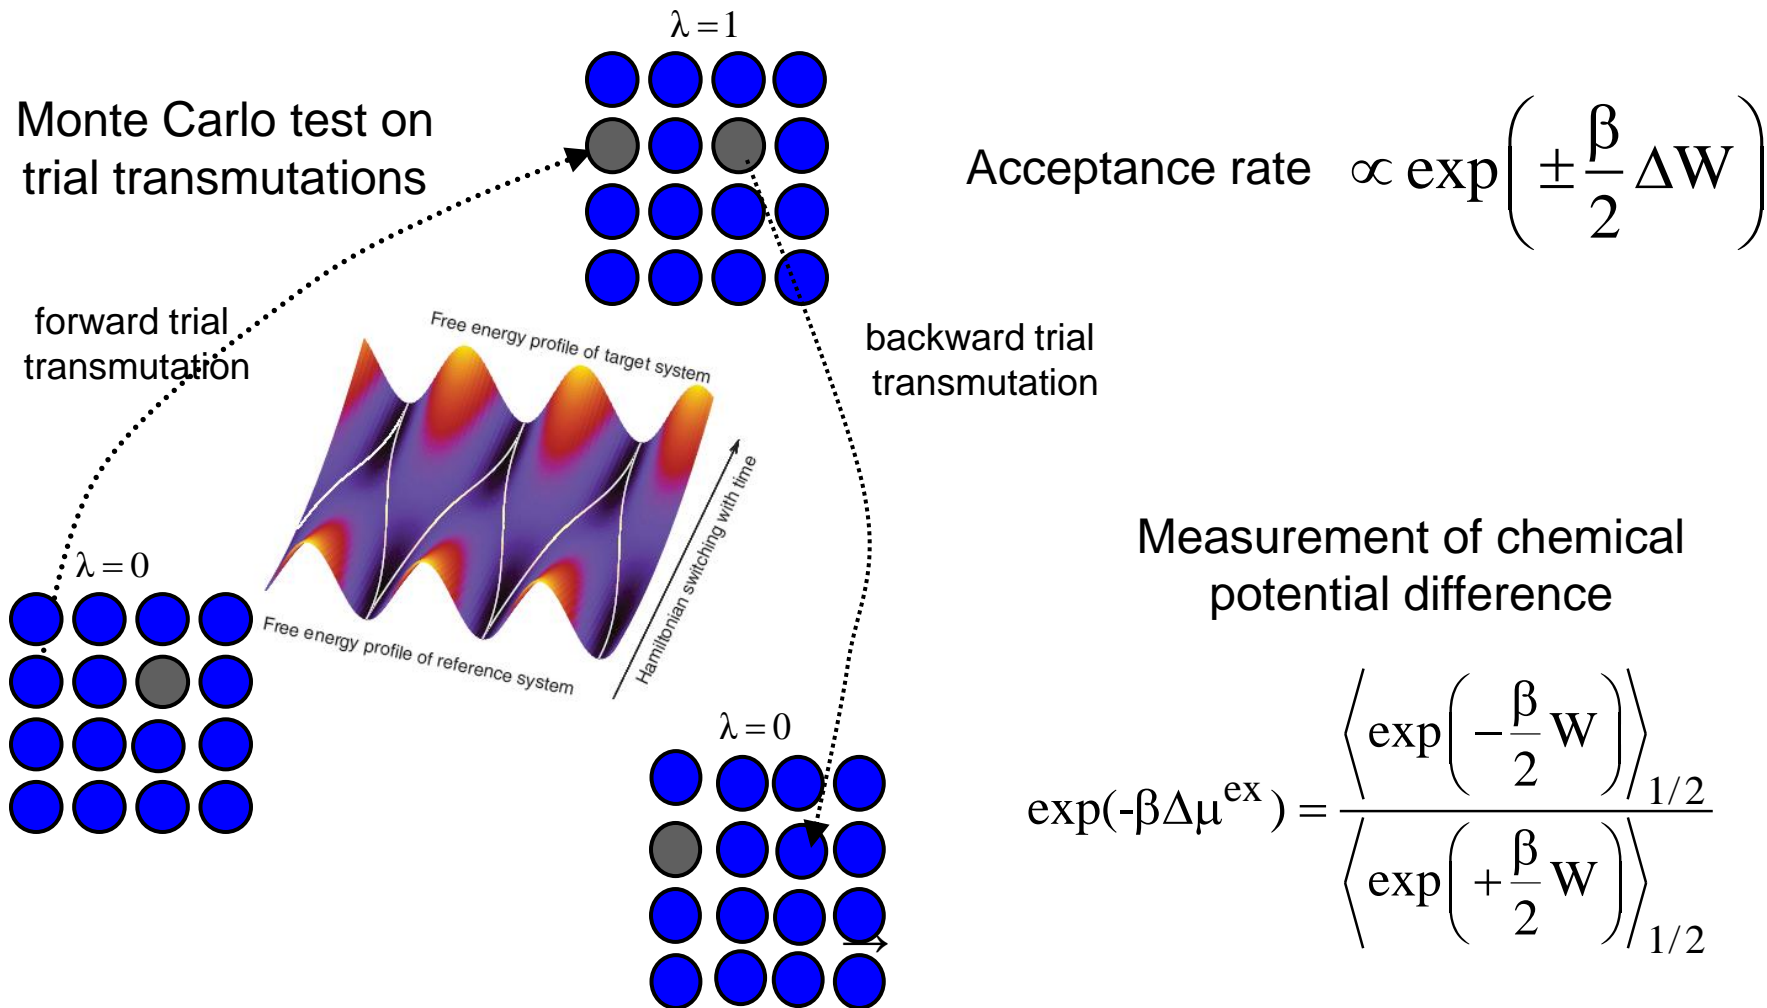 λ = 1
Monte Carlo test on
trial transmutations
Acceptance rate ∝ exp( ± β/2 ΔW )
forward trial
transmutation
Free energy profile of target system
backward trial
transmutation
Hamiltonian switching with time
Free energy profile of reference system
λ = 0
λ = 0
→
Measurement of chemical
potential difference
exp(-βΔμ^ex) = ⟨exp( − β/2 W )⟩_1/2 / ⟨exp( + β/2 W )⟩_1/2